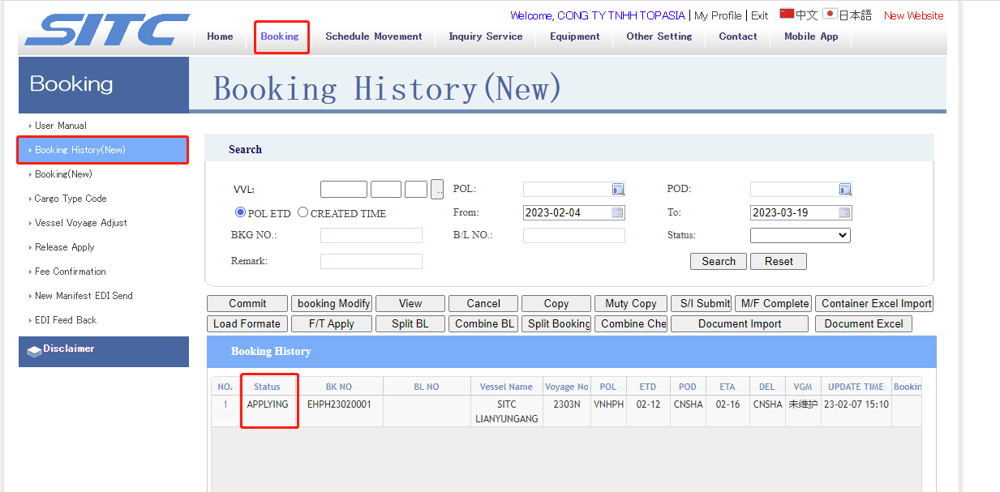 Welcome, CONG TY TNHH TOPASIA | My Profile | Exit 中文 日本語 New Website
SITC
Home Booking Schedule Movement Inquiry Service Equipment Other Setting Contact Mobile App
Booking
Booking History(New)
User Manual
Booking History(New)
Booking(New)
Cargo Type Code
Vessel Voyage Adjust
Release Apply
Fee Confirmation
New Manifest EDI Send
EDI Feed Back
Disclaimer
Search
VVL: .. POL: POD:
POL ETD CREATED TIME From: 2023-02-04 To: 2023-03-19
BKG NO.: B/L NO.: Status:
Remark: Search Reset
Commit booking Modify View Cancel Copy Muty Copy S/I Submit M/F Complete Container Excel Import
Load Formate F/T Apply Split BL Combine BL Split Booking Combine Che Document Import Document Excel
Booking History
NO. Status BK NO BL NO Vessel Name Voyage No POL ETD POD ETA DEL VGM UPDATE TIME Bookin
1 APPLYING EHPH23020001 SITC 2303N VNHPH 02-12 CNSHA 02-16 CNSHA 未维护 23-02-07 15:10
LIANYUNGANG